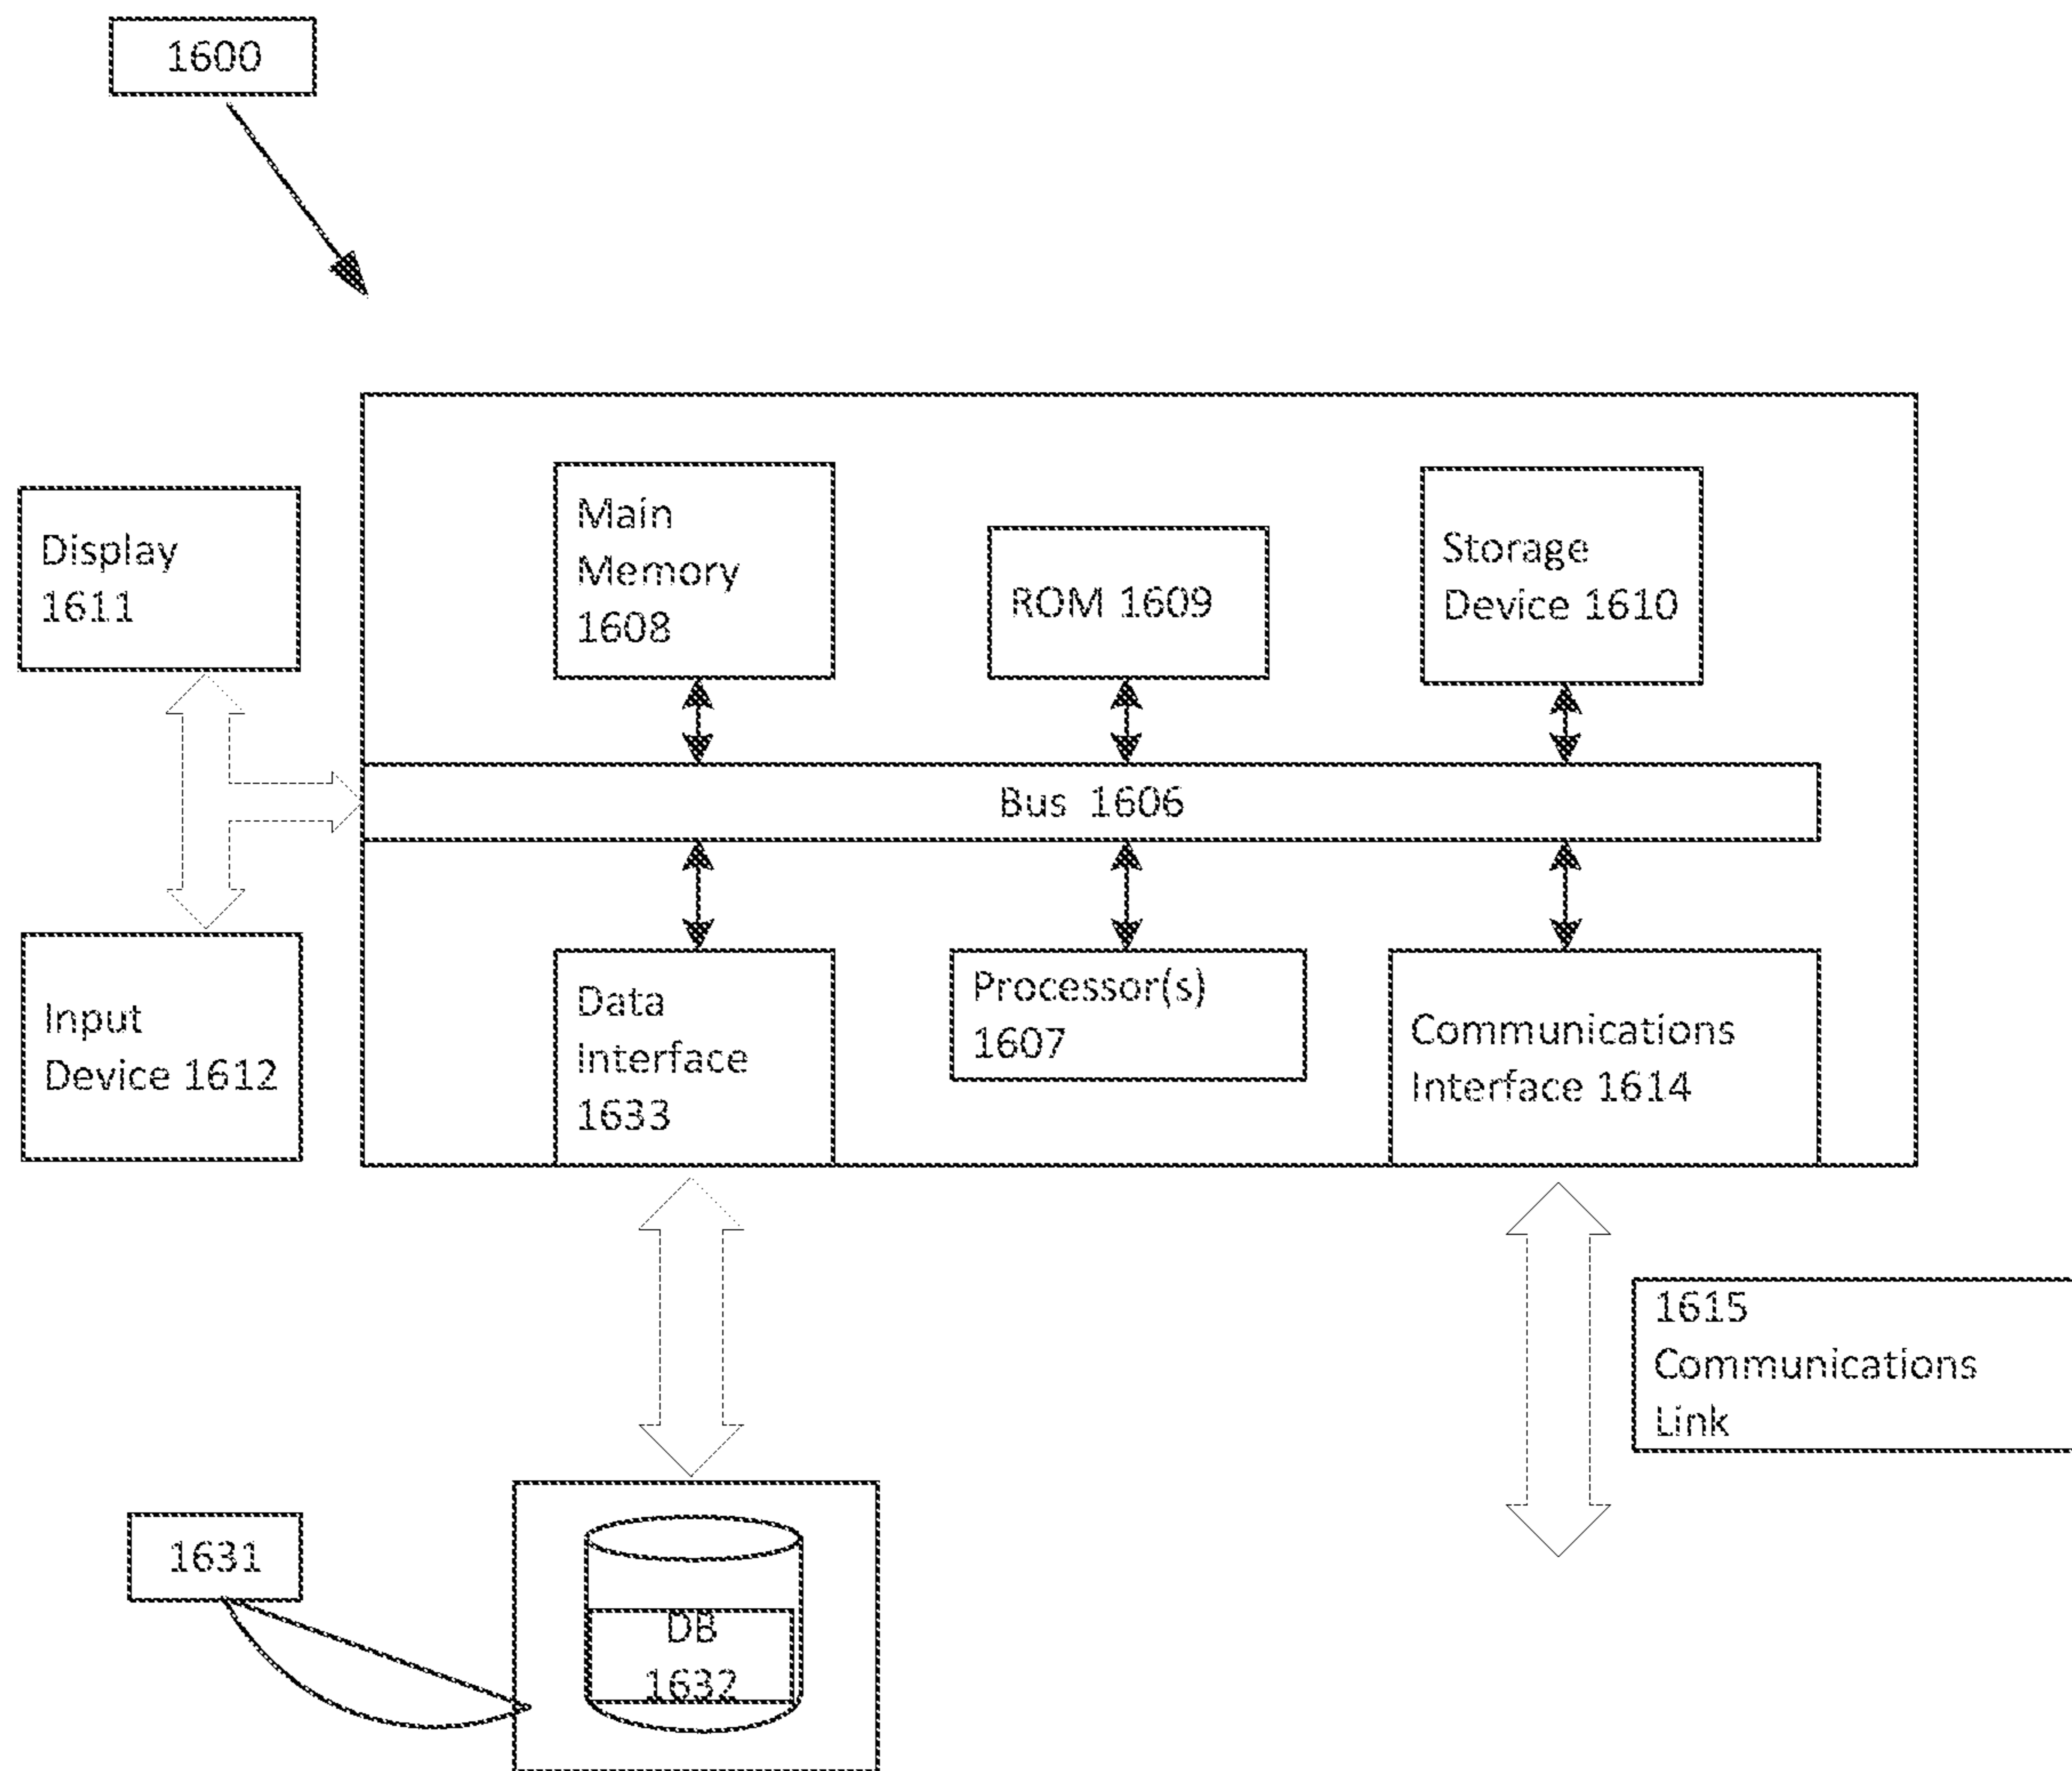 1600
Display
1611
Main
Memory
1608
ROM 1609
Storage
Device 1610
Bus 1606
Input
Device 1612
Data
Interface
1633
Processor(s)
1607
Communications
Interface 1614
1615
Communications
Link
1631
DB
1632